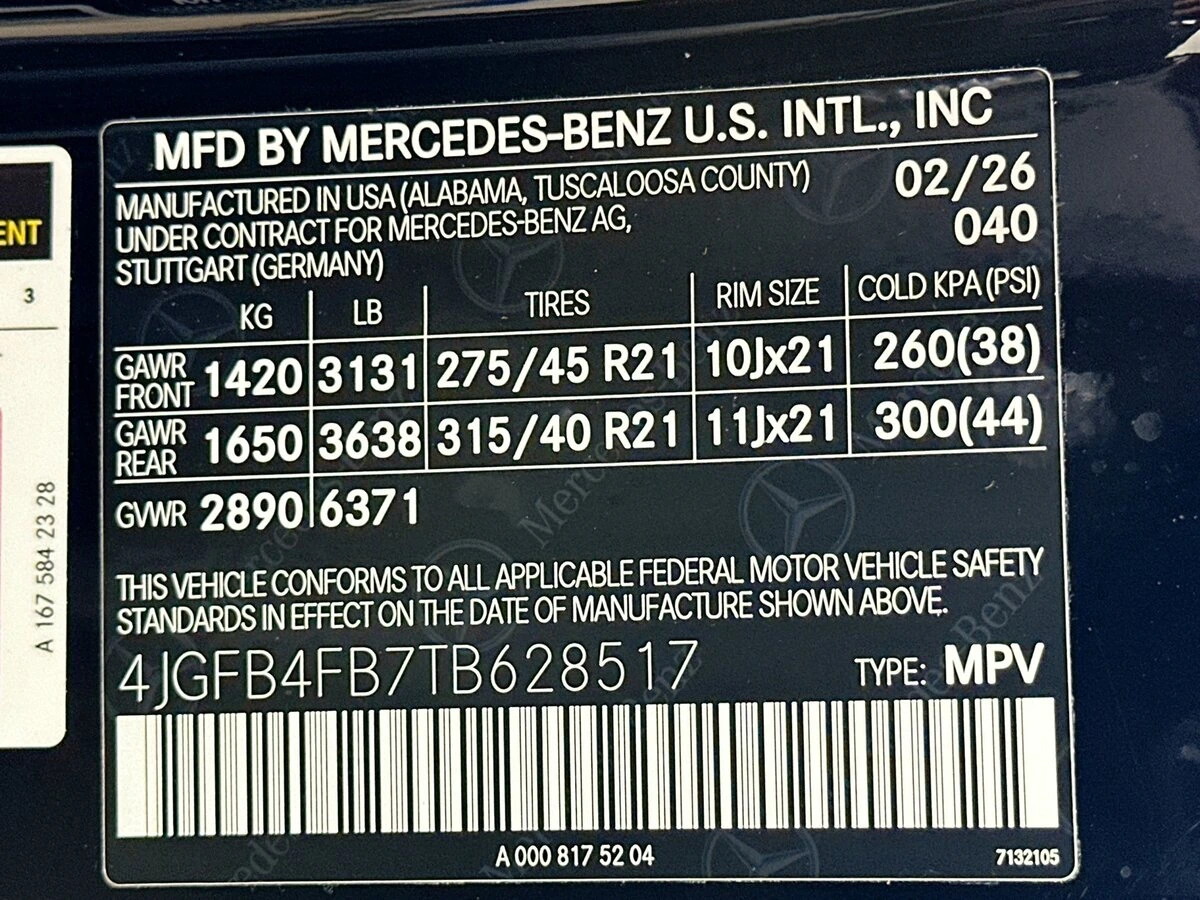 MFD BY MERCEDES-BENZ U.S. INTL., INC
MANUFACTURED IN USA (ALABAMA, TUSCALOOSA COUNTY) 02/26
UNDER CONTRACT FOR MERCEDES-BENZ AG, 040
STUTTGART (GERMANY)
KG LB TIRES RIM SIZE COLD KPA (PSI)
GAWR FRONT 1420 3131 275/45 R21 10Jx21 260(38)
GAWR REAR 1650 3638 315/40 R21 11Jx21 300(44)
GVWR 2890 6371
THIS VEHICLE CONFORMS TO ALL APPLICABLE FEDERAL MOTOR VEHICLE SAFETY
STANDARDS IN EFFECT ON THE DATE OF MANUFACTURE SHOWN ABOVE.
4JGFB4FB7TB628517 TYPE: MPV
A 000 817 52 04 7132105
ENT
3
A 167 584 23 28